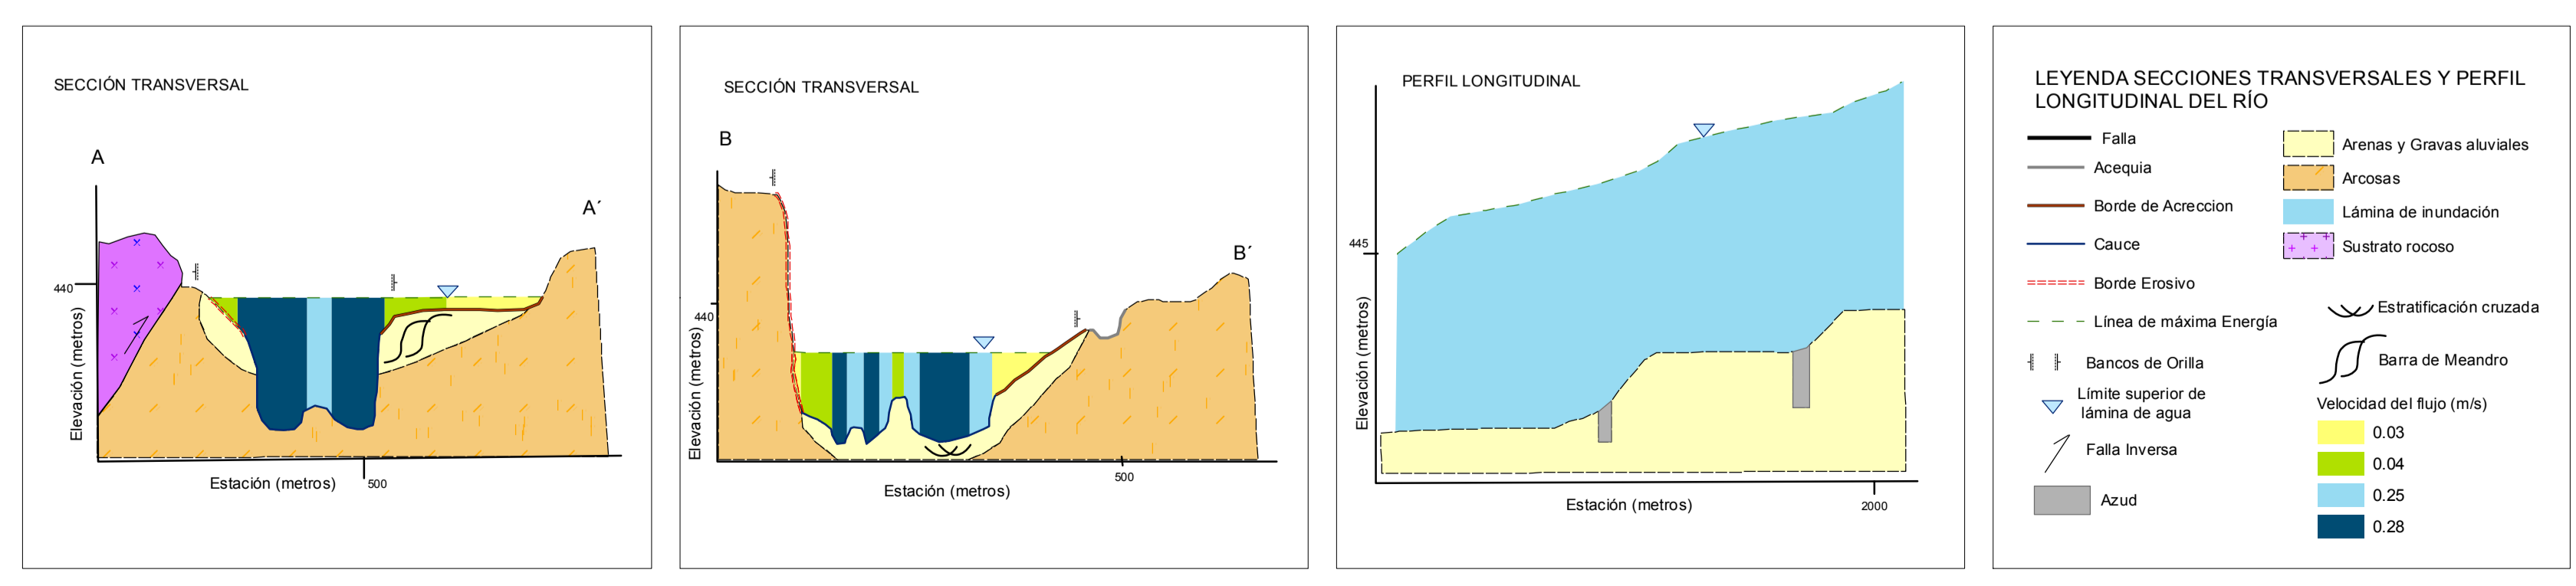 SECCIÓN TRANSVERSAL
A
A´
440
Elevación (metros)
Estación (metros)
500
SECCIÓN TRANSVERSAL
B
B´
440
Elevación (metros)
Estación (metros)
500
PERFIL LONGITUDINAL
445
Elevación (metros)
Estación (metros)
2000
LEYENDA SECCIONES TRANSVERSALES Y PERFIL
LONGITUDINAL DEL RÍO
Falla
Acequia
Borde de Acreccion
Cauce
Borde Erosivo
Línea de máxima Energía
Bancos de Orilla
Límite superior de
lámina de agua
Falla Inversa
Azud
Arenas y Gravas aluviales
Arcosas
Lámina de inundación
Sustrato rocoso
Estratificación cruzada
Barra de Meandro
Velocidad del flujo (m/s)
0.03
0.04
0.25
0.28